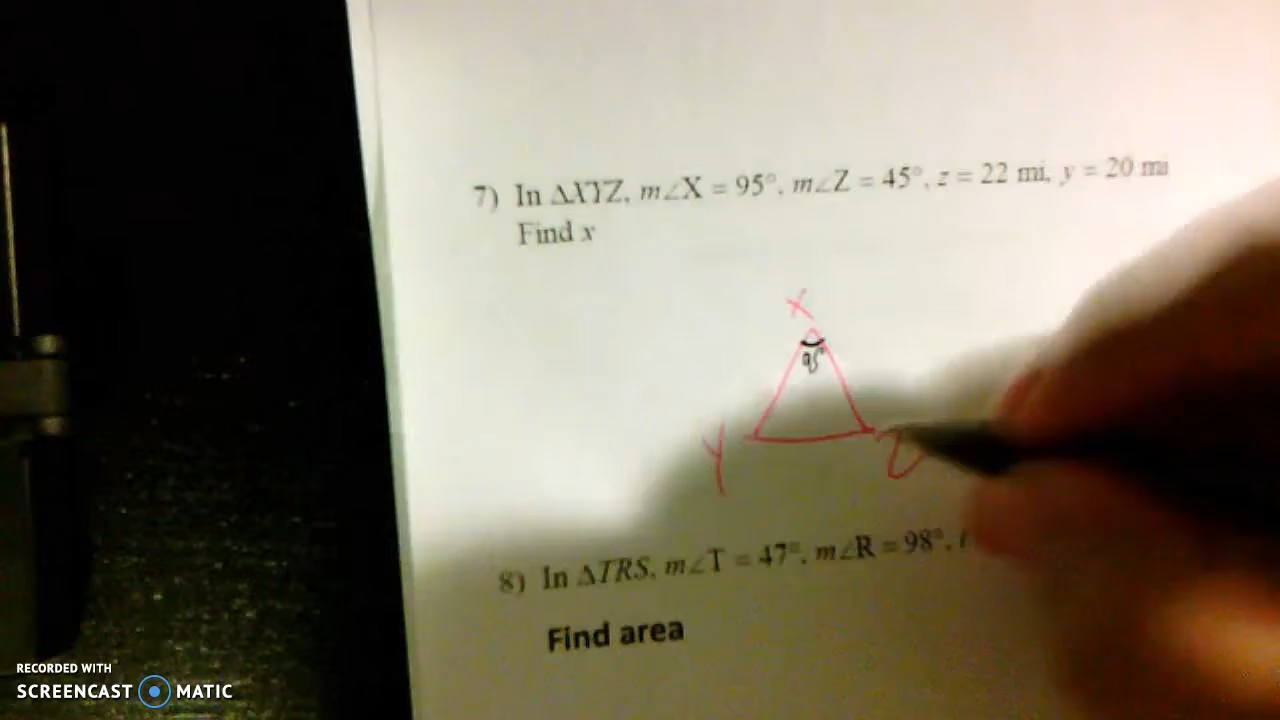 7) In ΔXYZ, m∠X = 95°, m∠Z = 45°, z = 22 mi, y = 20 mi
Find x
X
95
Y
Z
8) In ΔTRS, m∠T = 47°, m∠R = 98°,
Find area
RECORDED WITH
SCREENCAST MATIC